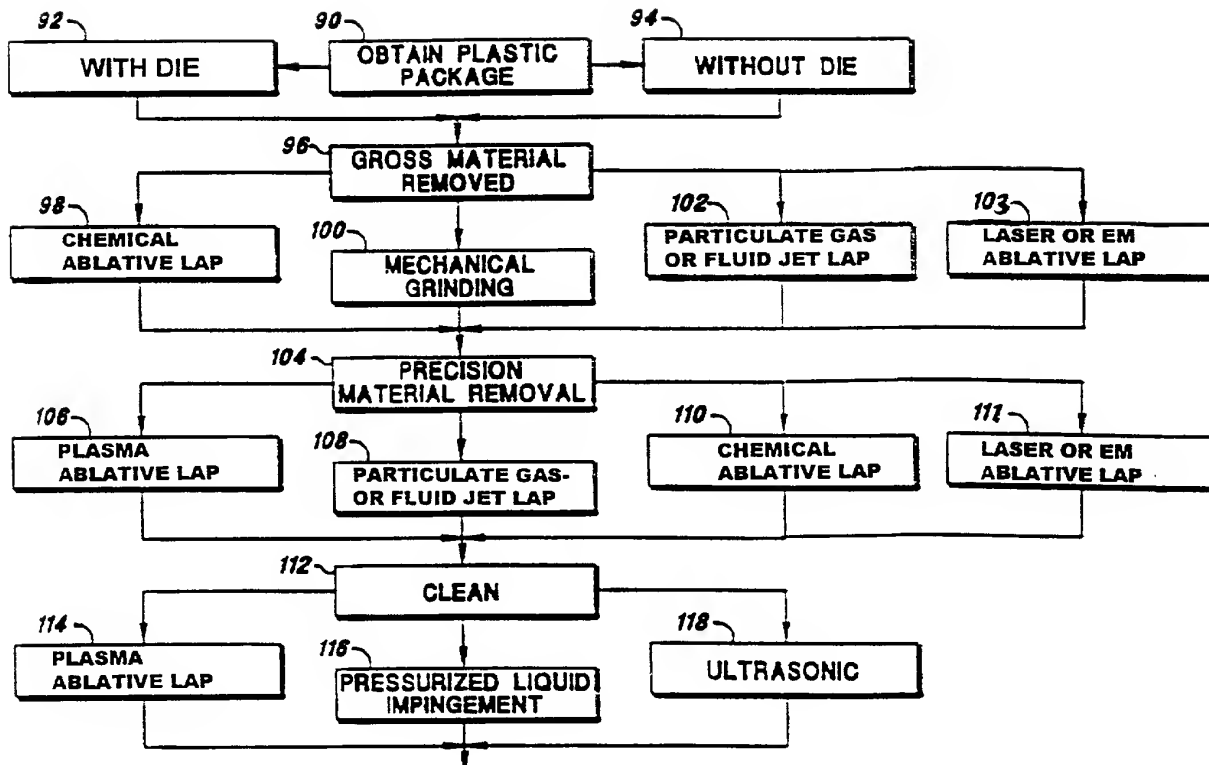 92
90
94
WITH DIE
OBTAIN PLASTIC
PACKAGE
WITHOUT DIE
96
GROSS MATERIAL
REMOVED
98
CHEMICAL
ABLATIVE LAP
100
MECHANICAL
GRINDING
102
PARTICULATE GAS
OR FLUID JET LAP
103
LASER OR EM
ABLATIVE LAP
104
PRECISION
MATERIAL REMOVAL
106
PLASMA
ABLATIVE LAP
108
PARTICULATE GAS-
OR FLUID JET LAP
110
CHEMICAL
ABLATIVE LAP
111
LASER OR EM
ABLATIVE LAP
112
CLEAN
114
PLASMA
ABLATIVE LAP
116
PRESSURIZED LIQUID
IMPINGEMENT
118
ULTRASONIC